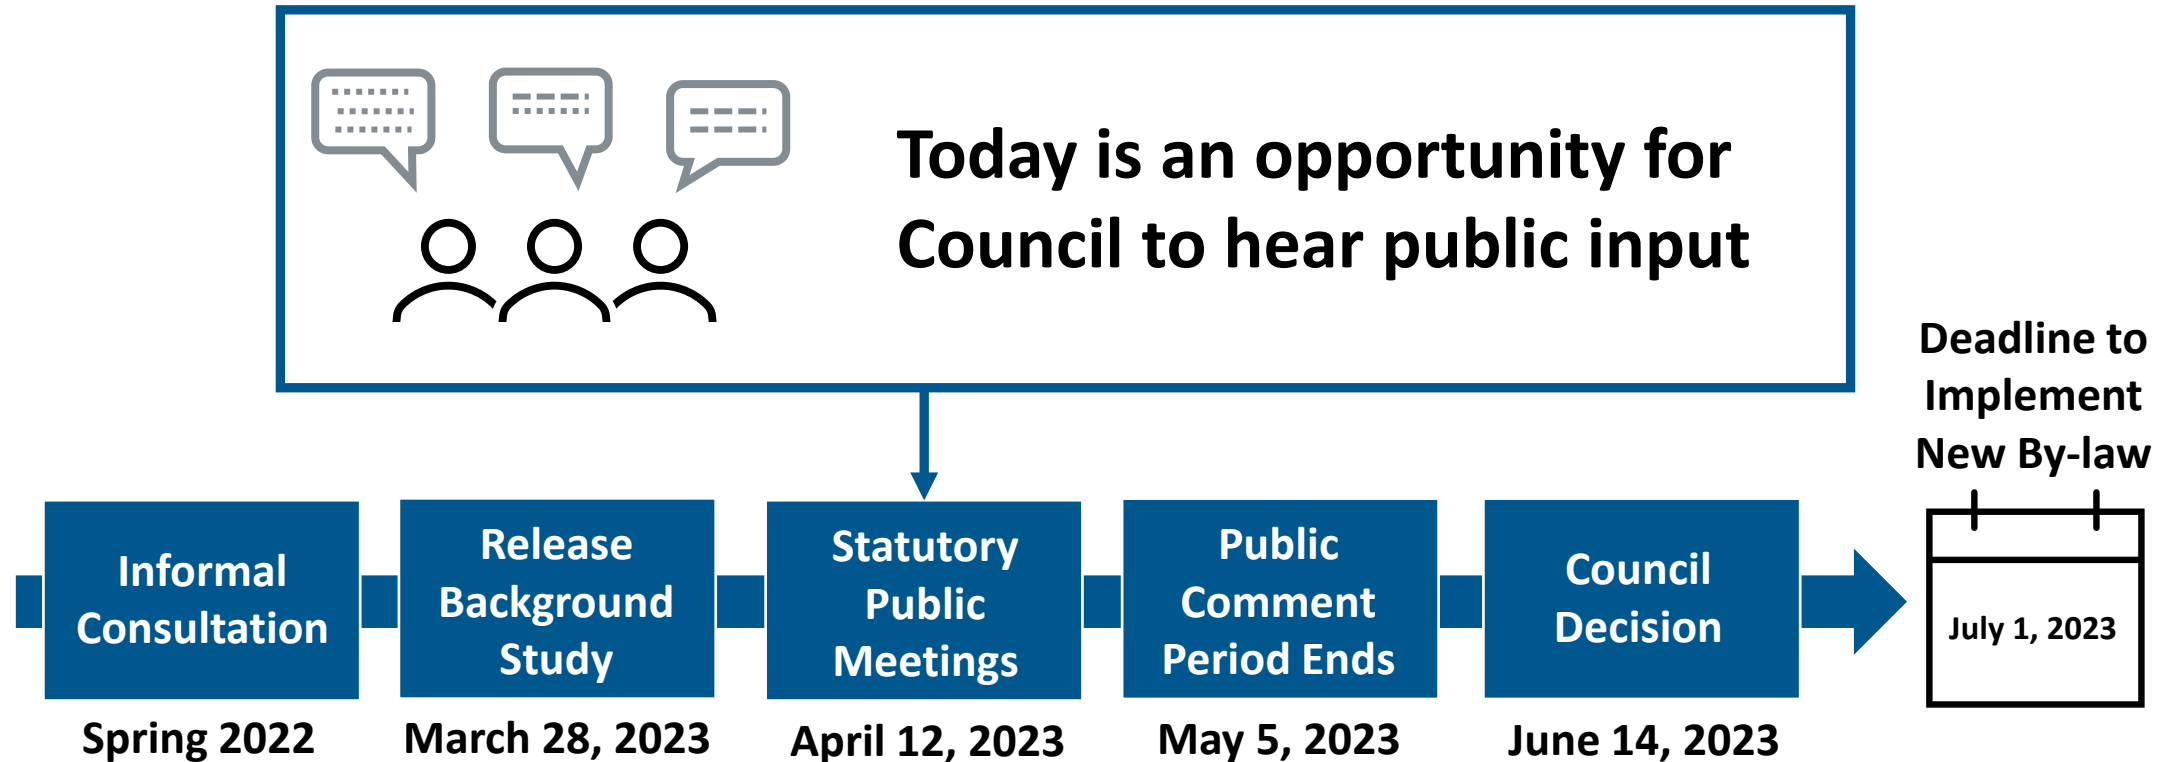 Today is an opportunity for
Council to hear public input
Deadline to
Implement
New By-law
Informal
Consultation
Release
Background
Study
Statutory
Public
Meetings
Public
Comment
Period Ends
Council
Decision
July 1, 2023
Spring 2022
March 28, 2023
April 12, 2023
May 5, 2023
June 14, 2023